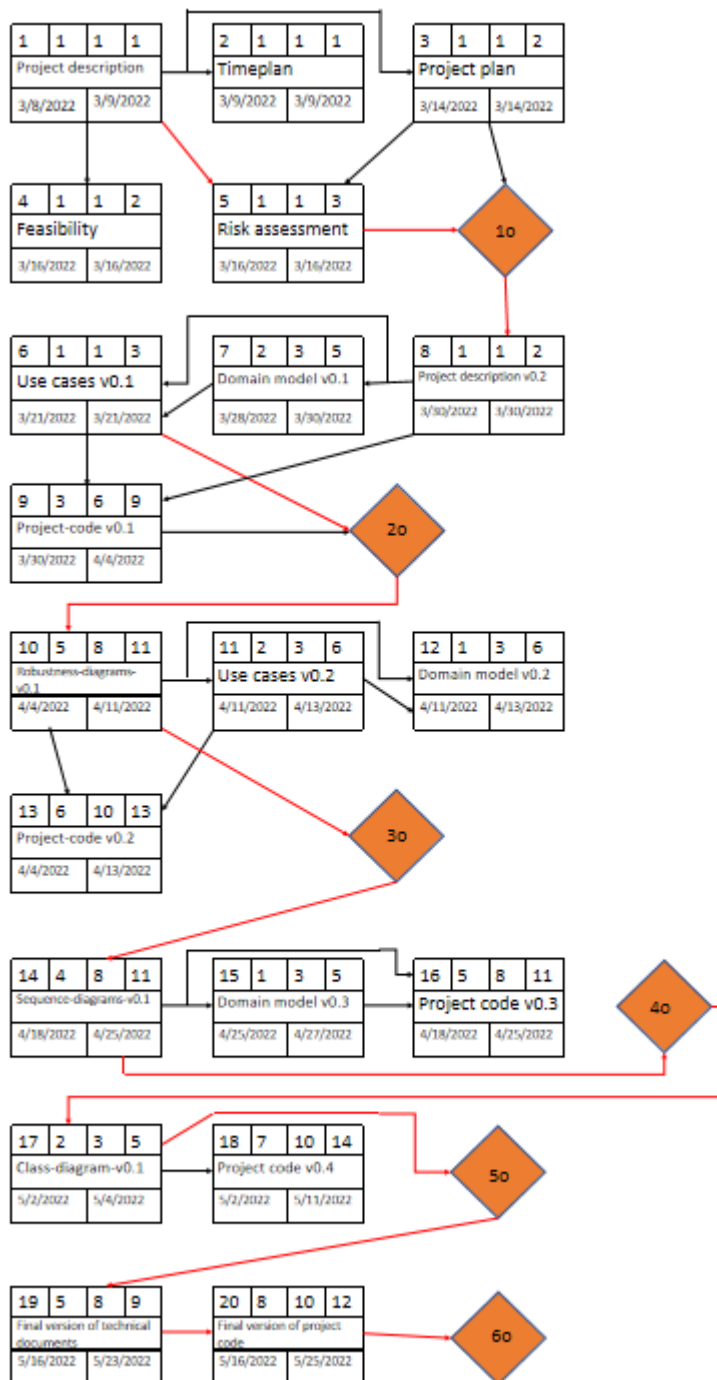 1 1 1 1
Project description
3/8/2022 3/9/2022
2 1 1 1
Timeplan
3/9/2022 3/9/2022
3 1 1 2
Project plan
3/14/2022 3/14/2022
4 1 1 2
Feasibility
3/16/2022 3/16/2022
5 1 1 3
Risk assessment
3/16/2022 3/16/2022
1o
6 1 1 3
Use cases v0.1
3/21/2022 3/21/2022
7 2 3 5
Domain model v0.1
3/28/2022 3/30/2022
8 1 1 2
Project description v0.2
3/30/2022 3/30/2022
9 3 6 9
Project-code v0.1
3/30/2022 4/4/2022
2o
10 5 8 11
Robustness-diagrams-
v0.1
4/4/2022 4/11/2022
11 2 3 6
Use cases v0.2
4/11/2022 4/13/2022
12 1 3 6
Domain model v0.2
4/11/2022 4/13/2022
13 6 10 13
Project-code v0.2
4/4/2022 4/13/2022
3o
14 4 8 11
Sequence-diagrams-v0.1
4/18/2022 4/25/2022
15 1 3 5
Domain model v0.3
4/25/2022 4/27/2022
16 5 8 11
Project code v0.3
4/18/2022 4/25/2022
4o
17 2 3 5
Class-diagram-v0.1
5/2/2022 5/4/2022
18 7 10 14
Project code v0.4
5/2/2022 5/11/2022
5o
19 5 8 9
Final version of technical
documents
5/16/2022 5/23/2022
20 8 10 12
Final version of project
code
5/16/2022 5/25/2022
6o